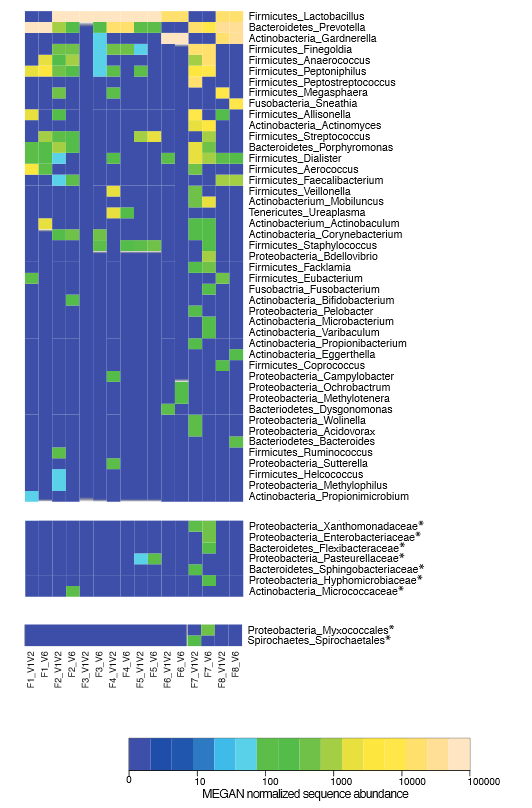 Firmicutes_Lactobacillus
Bacteroidetes_Prevotella
Actinobacteria_Gardnerella
Firmicutes_Finegoldia
Firmicutes_Anaerococcus
Firmicutes_Peptoniphilus
Firmicutes_Peptostreptococcus
Firmicutes_Megasphaera
Fusobacteria_Sneathia
Firmicutes_Allisonella
Actinobacteria_Actinomyces
Firmicutes_Streptococcus
Bacteroidetes_Porphyromonas
Firmicutes_Dialister
Firmicutes_Aerococcus
Firmicutes_Faecalibacterium
Firmicutes_Veillonella
Actinobacterium_Mobiluncus
Tenericutes_Ureaplasma
Actinobacterium_Actinobaculum
Actinobacteria_Corynebacterium
Firmicutes_Staphylococcus
Proteobacteria_Bdellovibrio
Firmicutes_Facklamia
Firmicutes_Eubacterium
Fusobactria_Fusobacterium
Actinobacteria_Bifidobacterium
Proteobacteria_Pelobacter
Actinobacteria_Microbacterium
Actinobacteria_Varibaculum
Actinobacteria_Propionibacterium
Actinobacteria_Eggerthella
Firmicutes_Coprococcus
Proteobacteria_Campylobacter
Proteobacteria_Ochrobactrum
Proteobacteria_Methylotenera
Bacteriodetes_Dysgonomonas
Proteobacteria_Wolinella
Proteobacteria_Acidovorax
Bacteriodetes_Bacteroides
Firmicutes_Ruminococcus
Proteobacteria_Sutterella
Firmicutes_Helcococcus
Proteobacteria_Methylophilus
Actinobacteria_Propionimicrobium
Proteobacteria_Xanthomonadaceae*
Proteobacteria_Enterobacteriaceae*
Bacteroidetes_Flexibacteraceae*
Proteobacteria_Pasteurellaceae*
Bacteroidetes_Sphingobacteriaceae*
Proteobacteria_Hyphomicrobiaceae*
Actinobacteria_Micrococcaceae*
Proteobacteria_Myxococcales*
Spirochaetes_Spirochaetales*
F1_V1V2
F1_V6
F2_V1V2
F2_V6
F3_V1V2
F3_V6
F4_V1V2
F4_V6
F5_V1V2
F5_V6
F6_V1V2
F6_V6
F7_V1V2
F7_V6
F8_V1V2
F8_V6
0 10 100 1000 10000 100000
MEGAN normalized sequence abundance